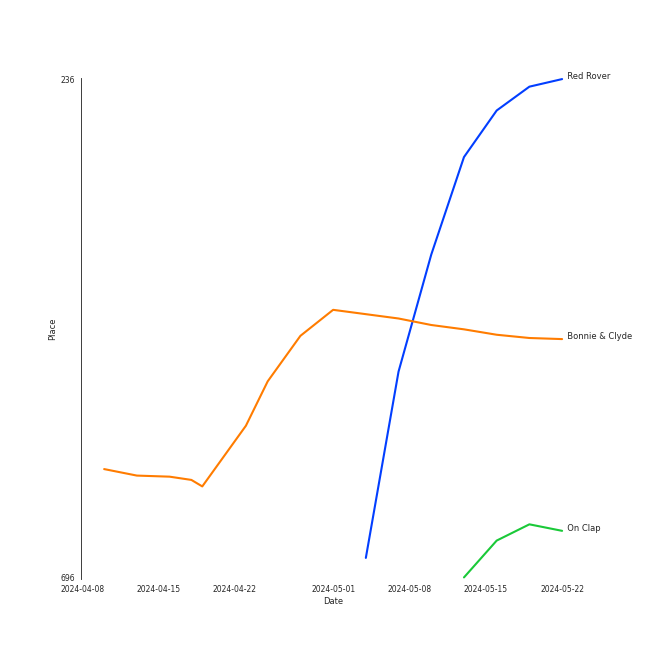 236
Red Rover
Place
Bonnie & Clyde
On Clap
696
2024-04-08 2024-04-15 2024-04-22 2024-05-01 2024-05-08 2024-05-15 2024-05-22
Date